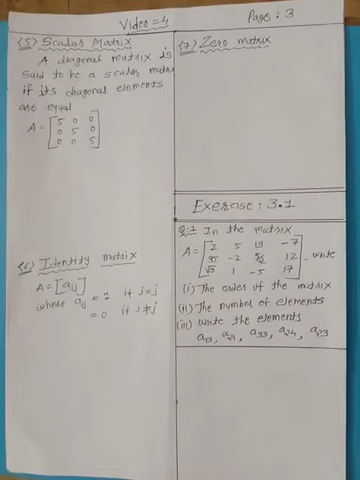 Video = 4
Page : 3
(5) Scalar Matrix
A diagonal matrix is
said to be a scalar matrix
if its diagonal elements
are equal
A = [5 0 0
0 5 0
0 0 5]
(6) Identity matrix
A = [aij]
where aij = 1 if i=j
= 0 if i≠j
(7) Zero matrix
Exercise : 3.1
Q:1 In the matrix
A = [2 5 19 -7
35 -2 5/2 12
√3 1 -5 17] , write
(i) The order of the matrix
(ii) The number of elements
(iii) write the elements
a13, a21, a33, a24, a23